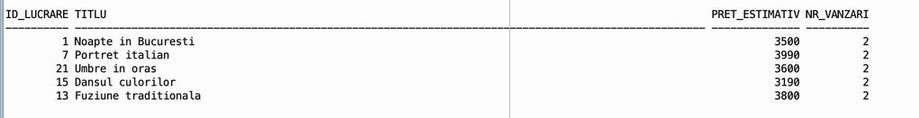 ID_LUCRARE TITLU PRET_ESTIMATIV NR_VANZARI
1 Noapte in Bucuresti 3500 2
7 Portret italian 3990 2
21 Umbre in oras 3600 2
15 Dansul culorilor 3190 2
13 Fuziune traditionala 3800 2